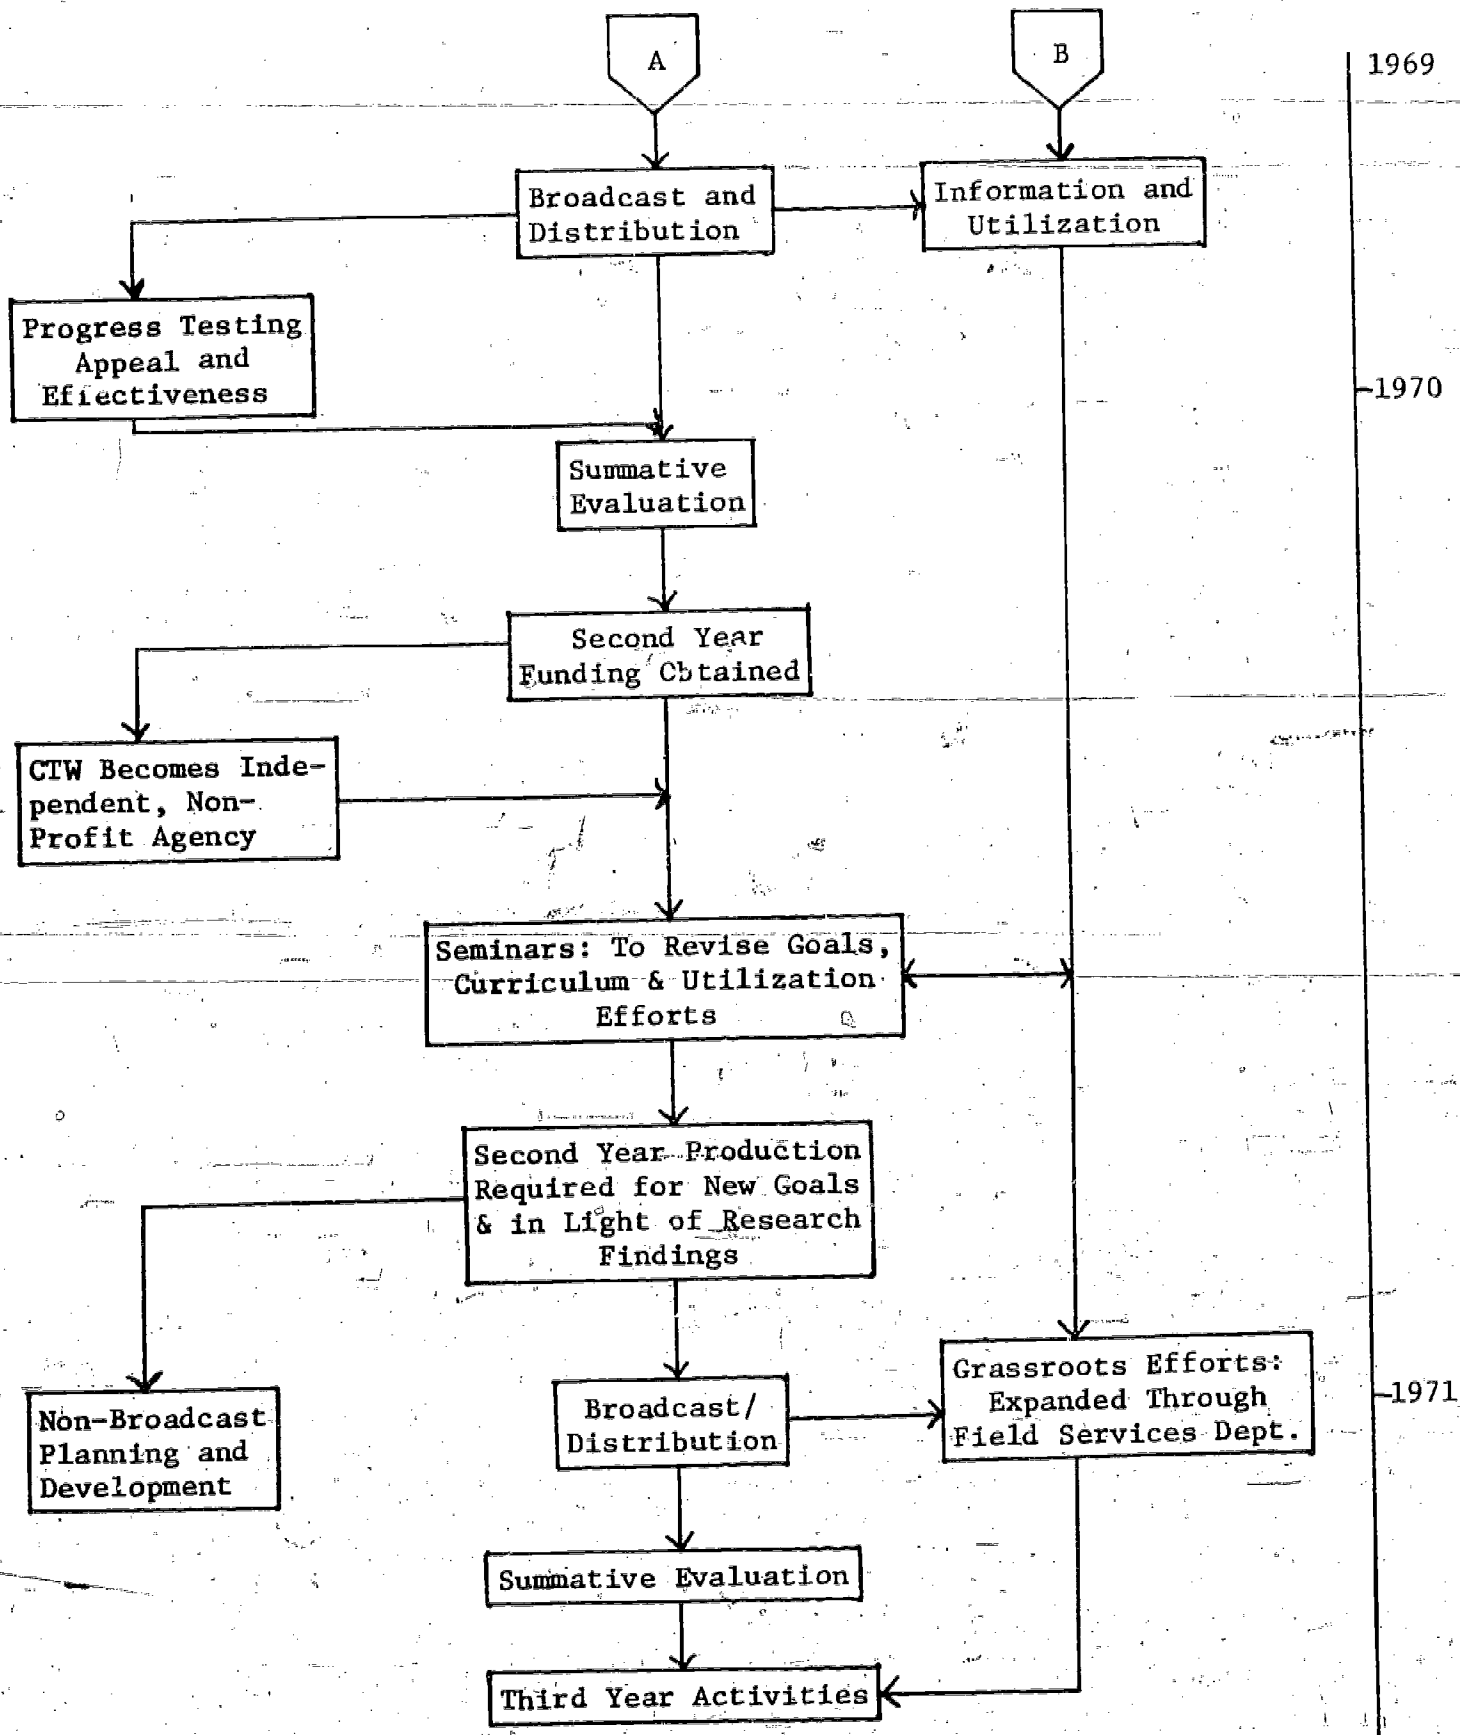 A
B
1969
Broadcast and
Distribution
Information and
Utilization
Progress Testing
Appeal and
Effectiveness
1970
Summative
Evaluation
Second Year
Funding Obtained
CTW Becomes Inde-
pendent, Non-
Profit Agency
Seminars: To Revise Goals,
Curriculum & Utilization
Efforts
Second Year Production
Required for New Goals
& in Light of Research
Findings
Grassroots Efforts:
Expanded Through
Field Services Dept.
1971
Non-Broadcast
Planning and
Development
Broadcast/
Distribution
Summative Evaluation
Third Year Activities